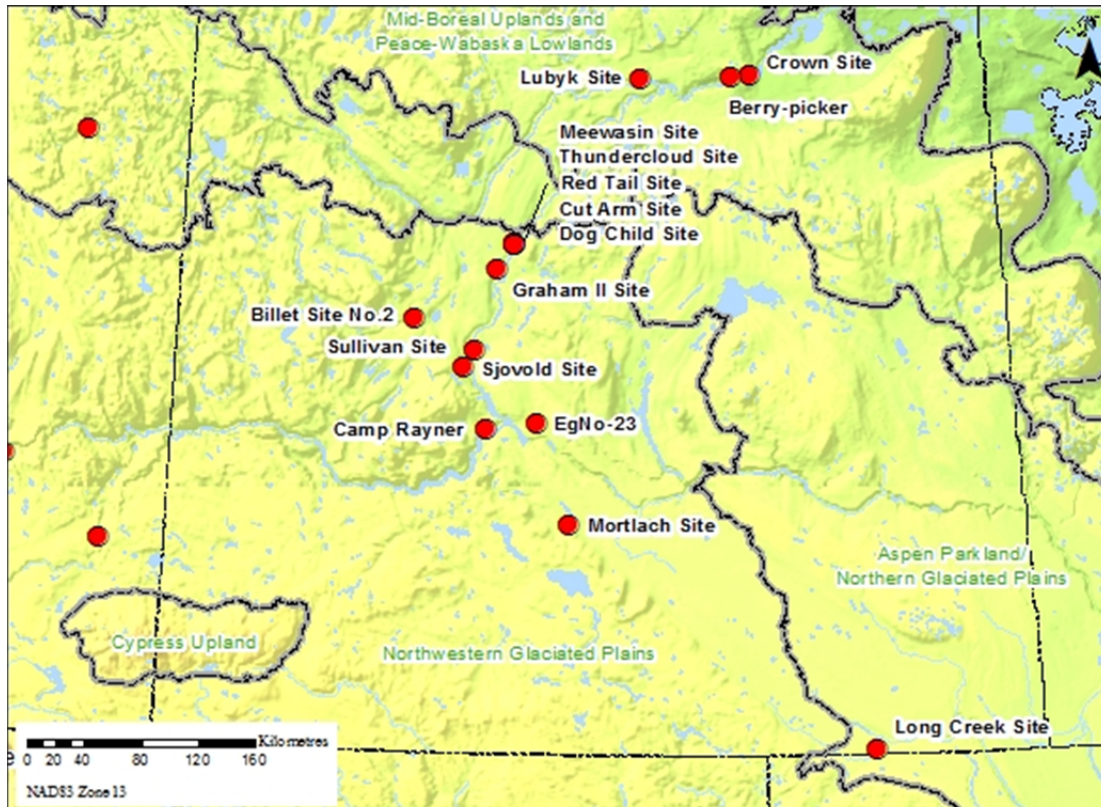 Mid-Boreal Uplands and
Peace-Wabaska Lowlands
Lubyk Site
Crown Site
Berry-picker
Meewasin Site
Thundercloud Site
Red Tail Site
Cut Arm Site
Dog Child Site
Graham II Site
Billet Site No.2
Sullivan Site
Sjovold Site
Camp Rayner
EgNo-23
Mortlach Site
Aspen Parkland/
Northern Glaciated Plains
Cypress Upland
Northwestern Glaciated Plains
Long Creek Site
Kilometres
0 20 40 80 120 160
NAD83 Zone 13